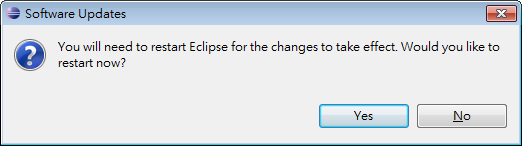 Software Updates
You will need to restart Eclipse for the changes to take effect. Would you like to
restart now?
Yes
No